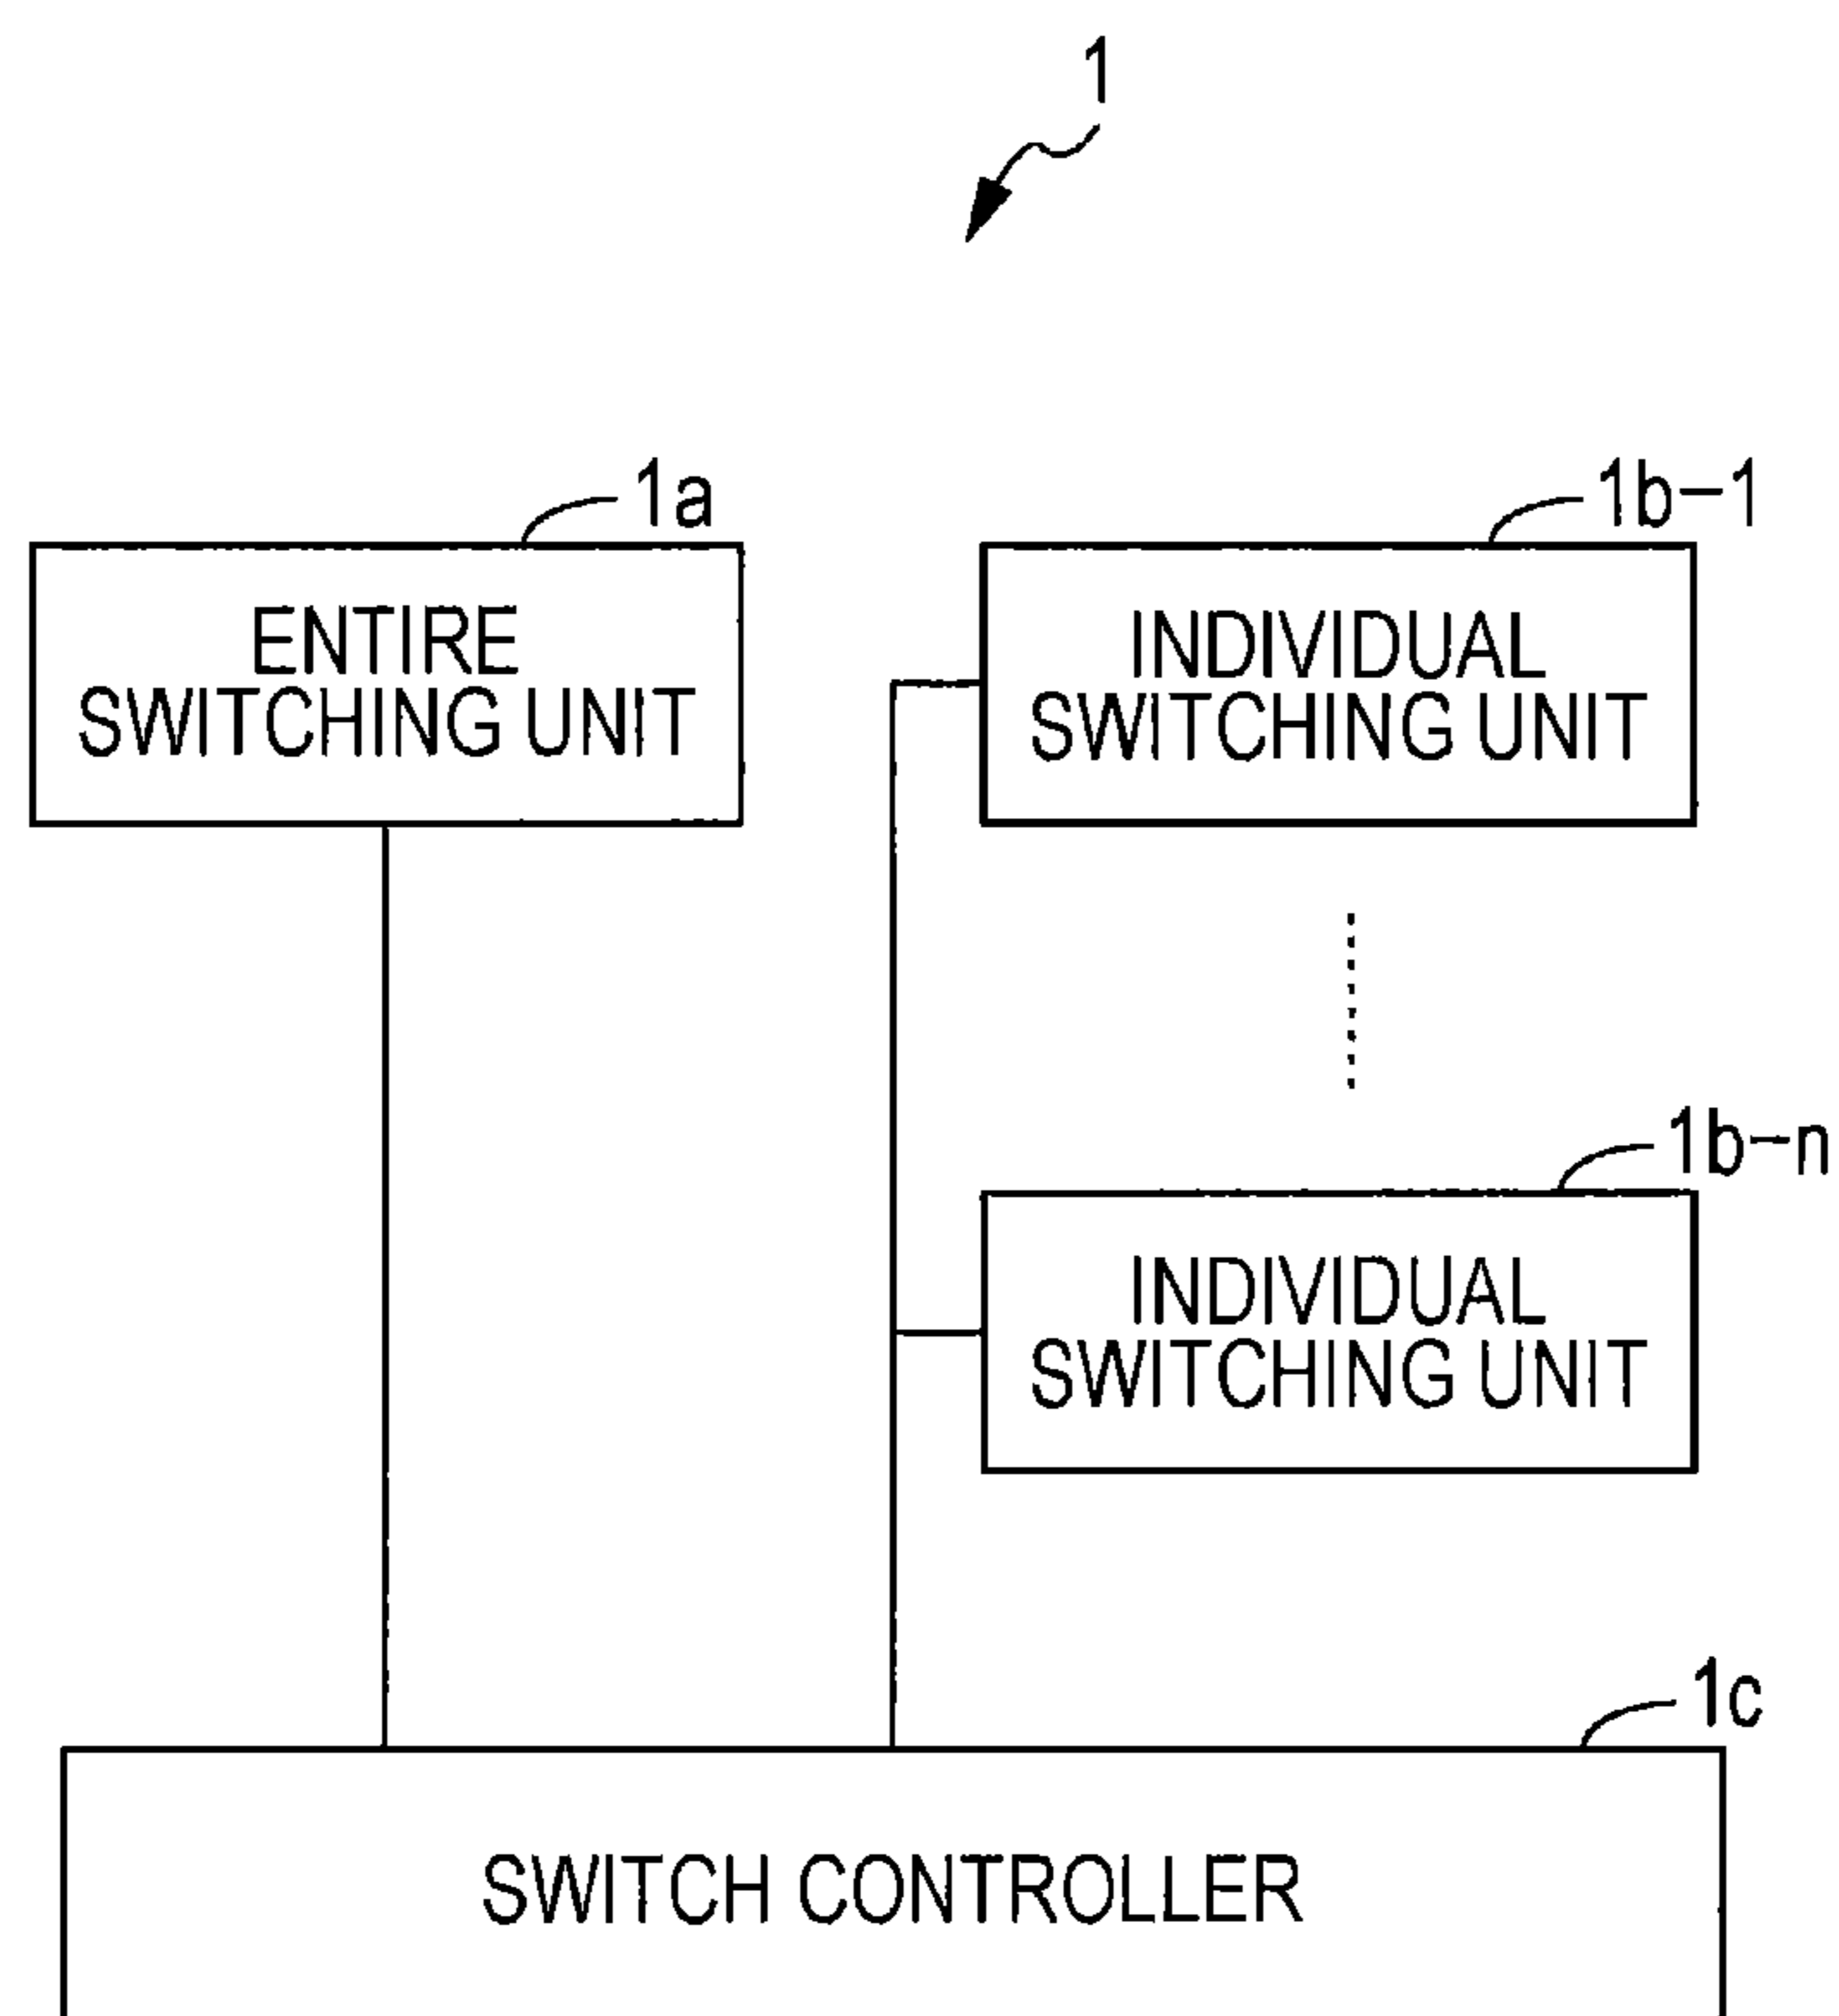 1
1a
ENTIRE
SWITCHING UNIT
1b-1
INDIVIDUAL
SWITCHING UNIT
1b-n
INDIVIDUAL
SWITCHING UNIT
1c
SWITCH CONTROLLER